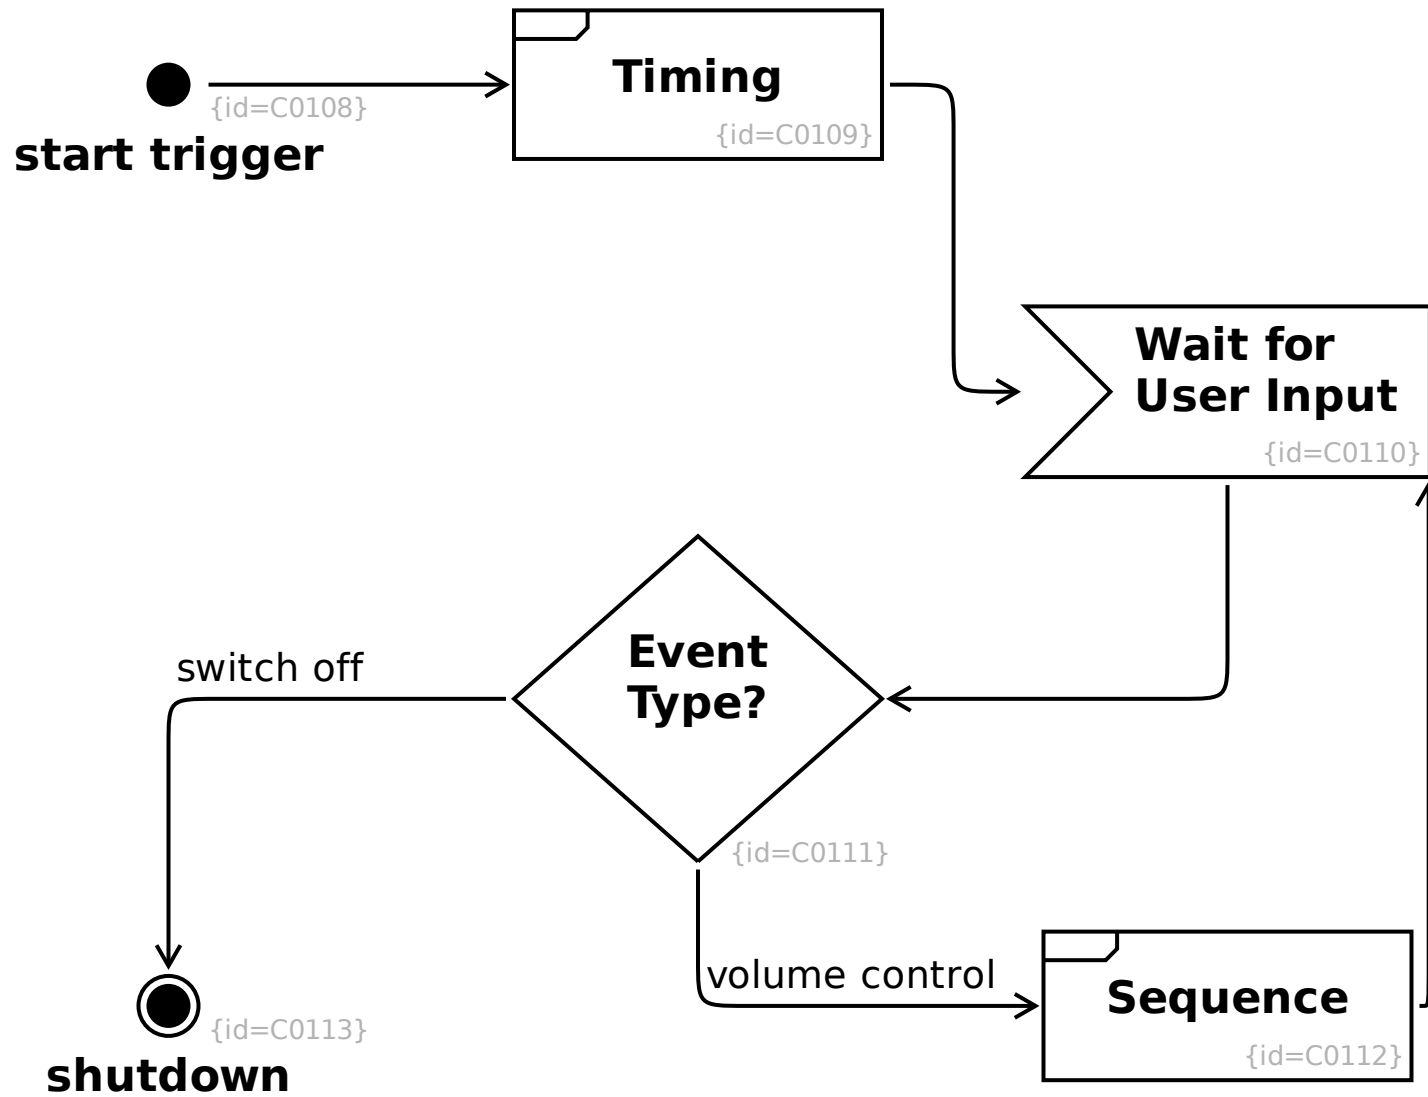 Timing
{id=C0108}
{id=C0109}
start trigger
Wait for
User Input
{id=C0110}
Event
Type?
switch off
{id=C0111}
volume control
Sequence
{id=C0113}
{id=C0112}
shutdown